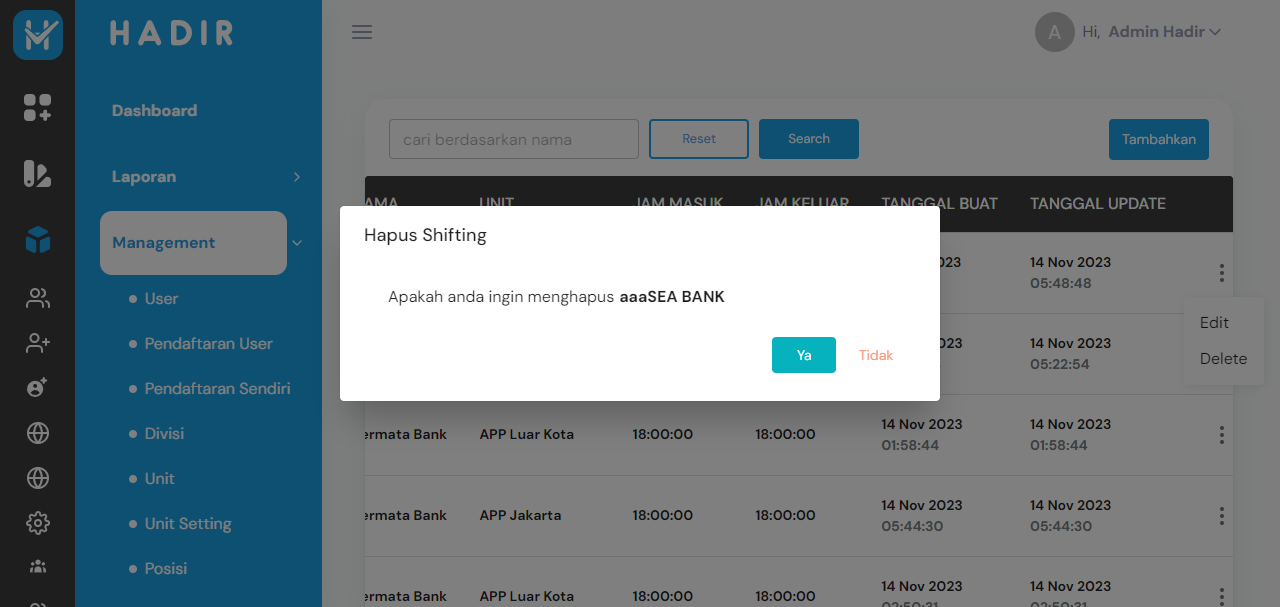 HADIR
A Hi, Admin Hadir
Dashboard
Laporan
Management
User
Pendaftaran User
Pendaftaran Sendiri
Divisi
Unit
Unit Setting
Posisi
cari berdasarkan nama
Reset
Search
Tambahkan
AMA UNIT JAM MASUK JAM KELUAR TANGGAL BUAT TANGGAL UPDATE
Hapus Shifting
Apakah anda ingin menghapus aaaSEA BANK
Ya
Tidak
023 14 Nov 2023
05:48:48
Edit
Delete
023 14 Nov 2023
05:22:54
ermata Bank APP Luar Kota 18:00:00 18:00:00 14 Nov 2023 14 Nov 2023
01:58:44 01:58:44
ermata Bank APP Jakarta 18:00:00 18:00:00 14 Nov 2023 14 Nov 2023
05:44:30 05:44:30
ermata Bank APP Luar Kota 18:00:00 18:00:00 14 Nov 2023 14 Nov 2023